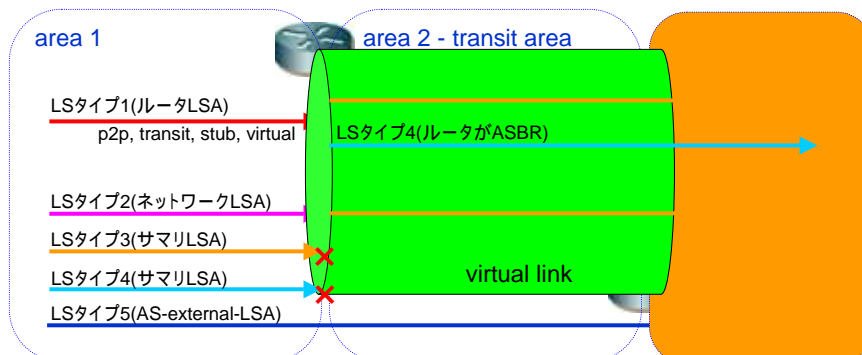 area 1
area 2 - transit area
LSタイプ1(ルータLSA)
p2p, transit, stub, virtual
LSタイプ4(ルータがASBR)
LSタイプ2(ネットワークLSA)
LSタイプ3(サマリLSA)
LSタイプ4(サマリLSA)
virtual link
LSタイプ5(AS-external-LSA)